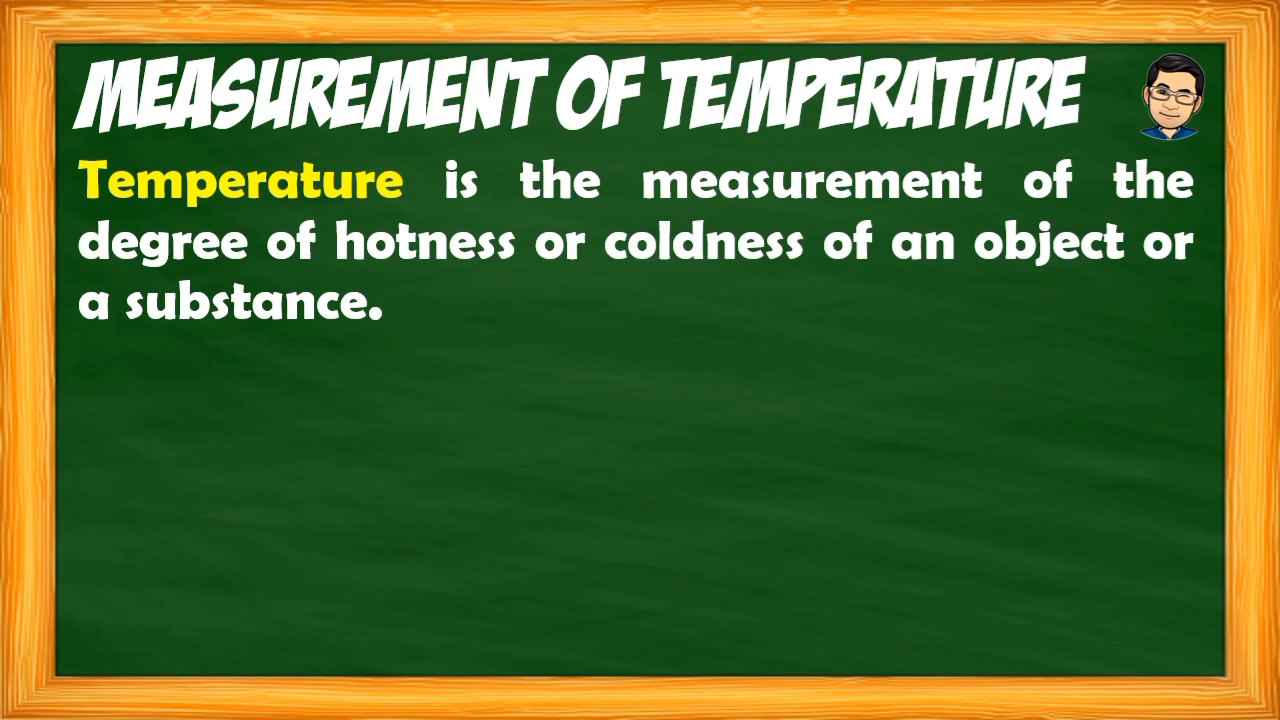 MEASUREMENT OF TEMPERATURE
Temperature is the measurement of the
degree of hotness or coldness of an object or
a substance.